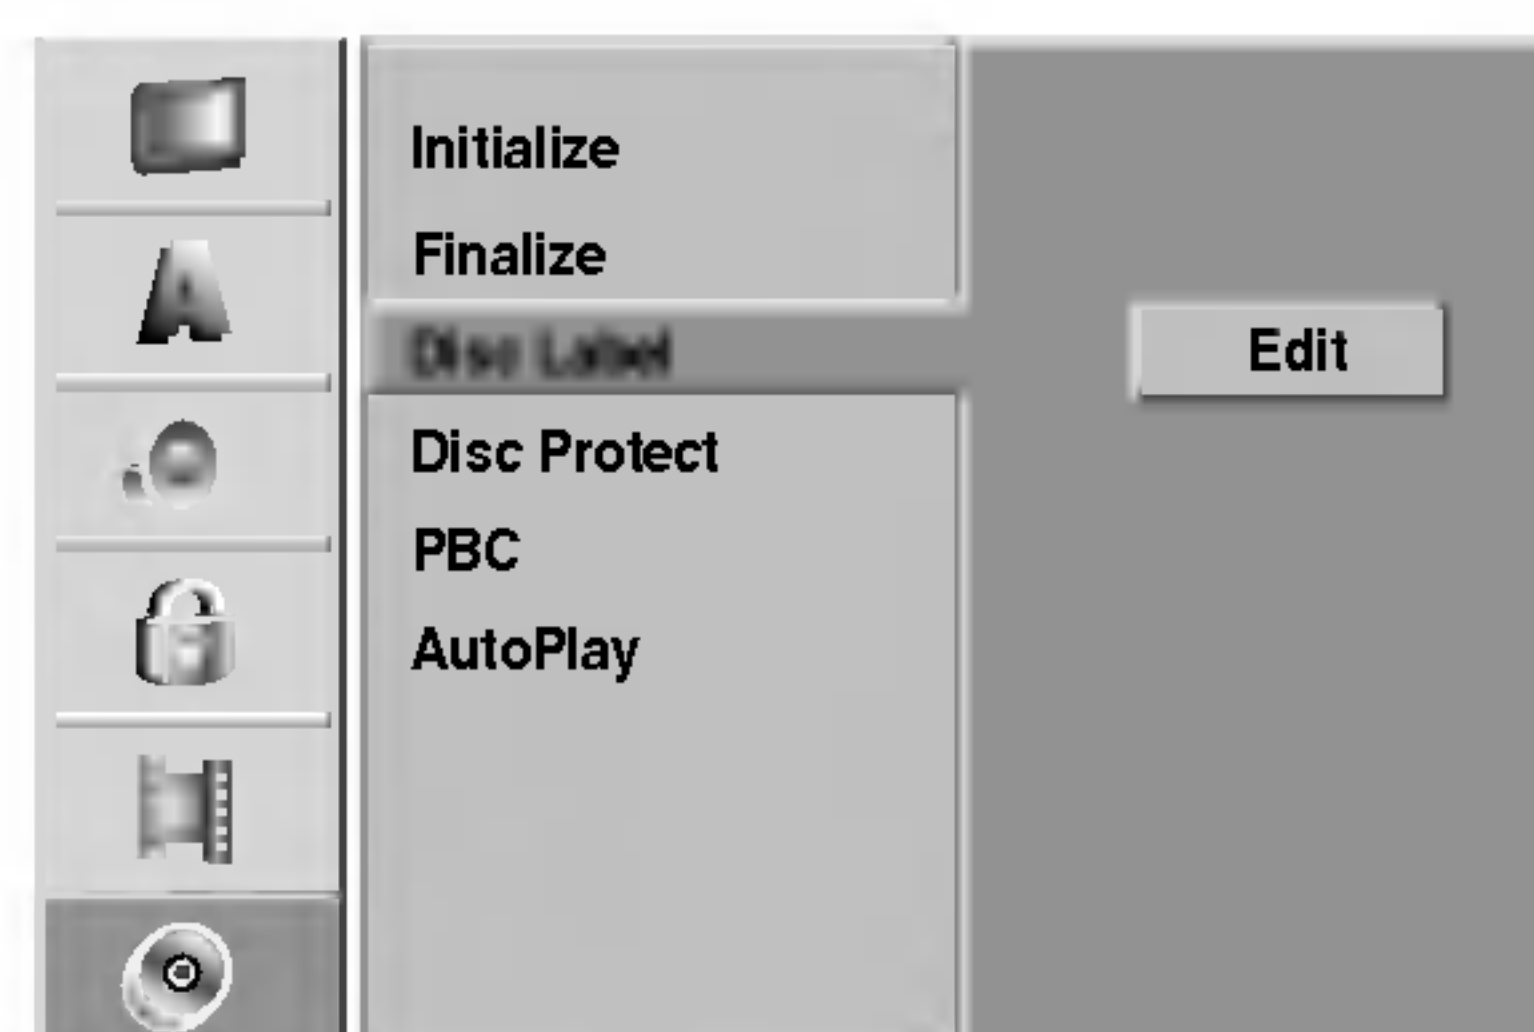 Initialize
Finalize
Disc Label
Edit
Disc Protect
PBC
AutoPlay